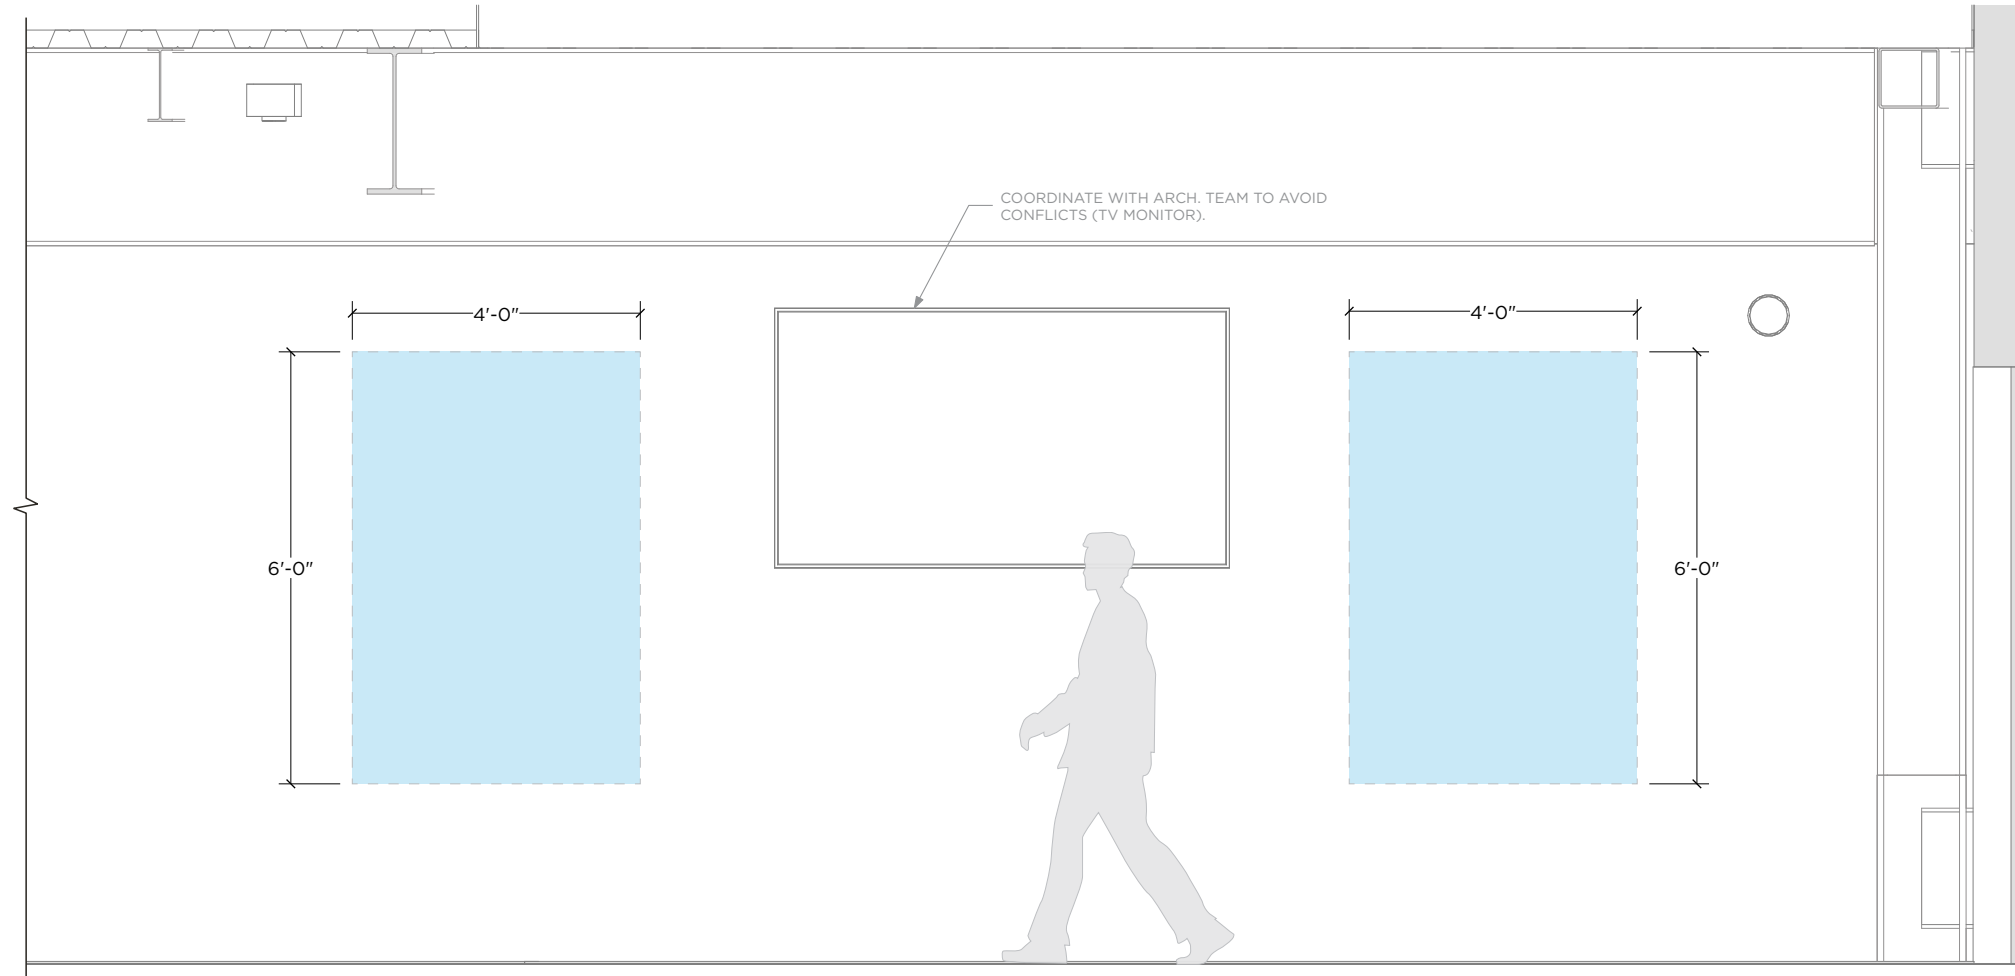 COORDINATE WITH ARCH. TEAM TO AVOID
CONFLICTS (TV MONITOR).
4'-0"
4'-0"
6'-0"
6'-0"